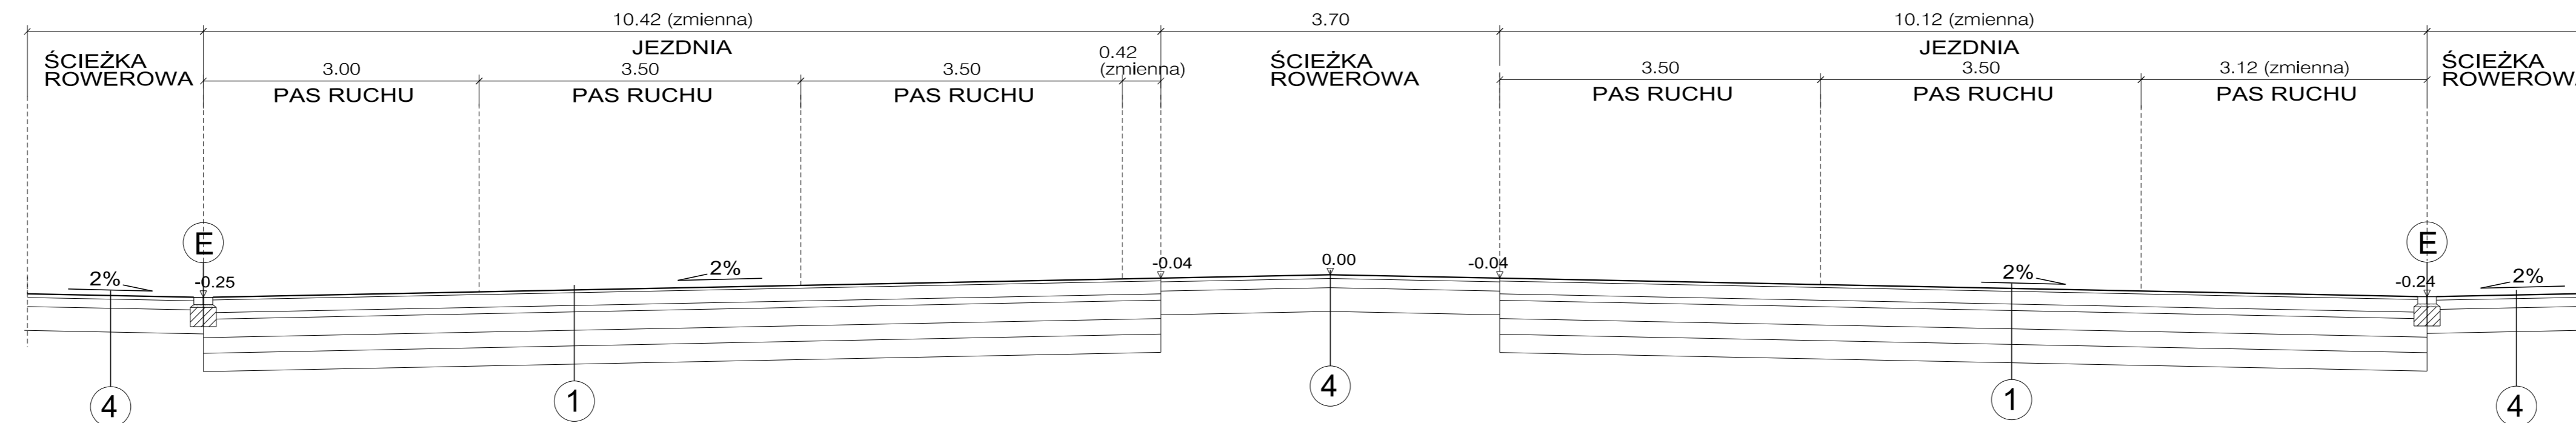 10.42 (zmienna)
3.70
10.12 (zmienna)
ŚCIEŻKA
ROWEROWA
JEZDNIA
3.00
3.50
3.50
0.42
(zmienna)
PAS RUCHU
PAS RUCHU
PAS RUCHU
ŚCIEŻKA
ROWEROWA
JEZDNIA
3.50
3.50
3.12 (zmienna)
PAS RUCHU
PAS RUCHU
PAS RUCHU
ŚCIEŻKA
ROWEROWA
E
E
2%
-0.25
2%
-0.04
0.00
-0.04
2%
-0.24
2%
4
1
4
1
4